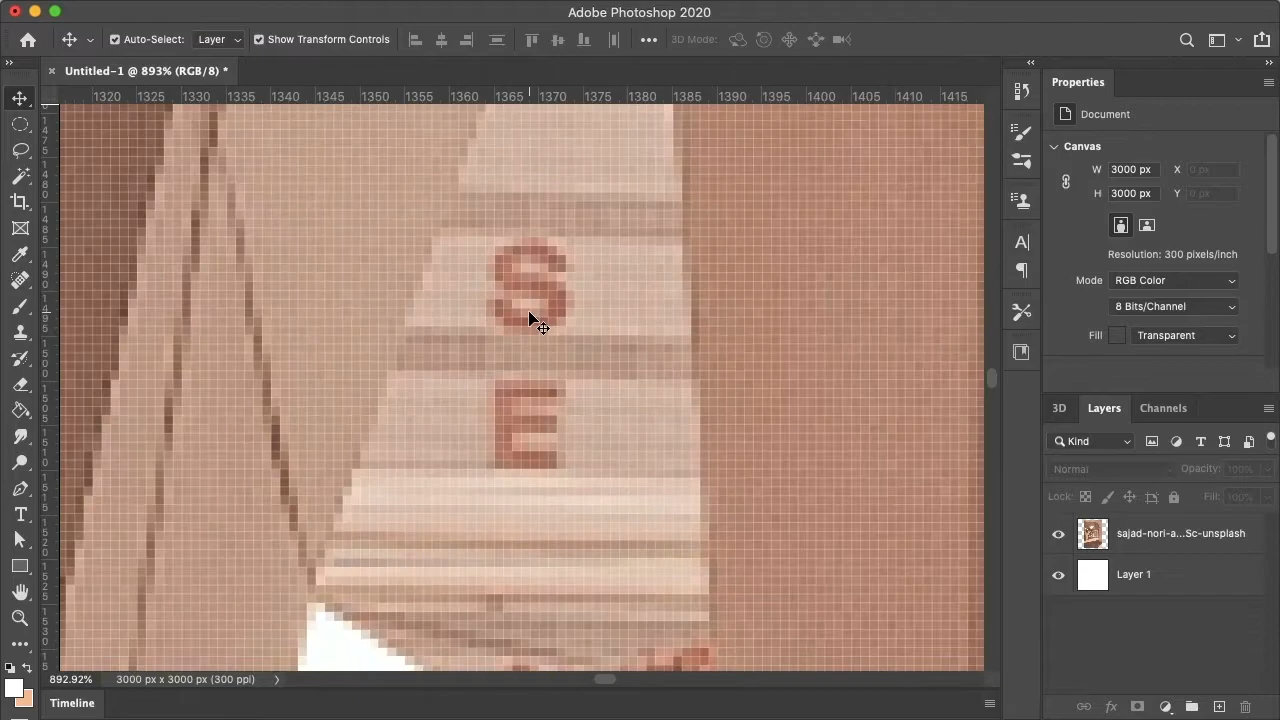 Adobe Photoshop 2020
Auto-Select: Layer Show Transform Controls ••• 3D Mode:
Untitled-1 @ 893% (RGB/8) *
1320 1325 1330 1335 1340 1345 1350 1355 1360 1365 1370 1375 1380 1385 1390 1395 1400 1405 1410 1415
Properties
Document
Canvas
W 3000 px X 0 px
H 3000 px Y 0 px
Resolution: 300 pixels/inch
Mode RGB Color
8 Bits/Channel
Fill Transparent
S
E
3D Layers Channels
Kind
Normal Opacity: 100%
Lock: Fill: 100%
sajad-nori-a...Sc-unsplash
Layer 1
892.92% 3000 px x 3000 px (300 ppi)
Timeline